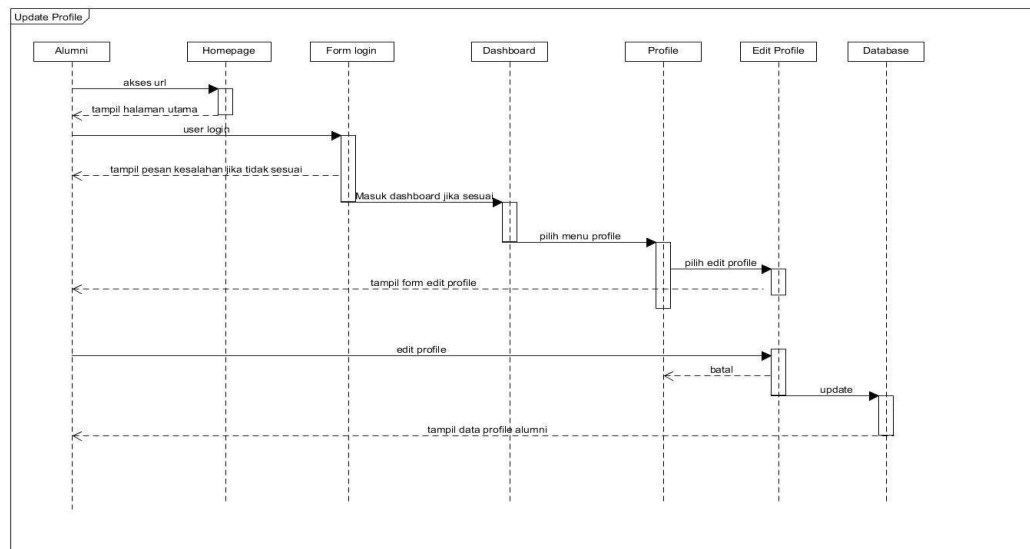 Update Profile
Alumni
Homepage
Form login
Dashboard
Profile
Edit Profile
Database
akses url
tampil halaman utama
user login
tampil pesan kesalahan jika tidak sesuai
Masuk dashboard jika sesuai
pilih menu profile
pilih edit profile
tampil form edit profile
edit profile
batal
update
tampil data profile alumni